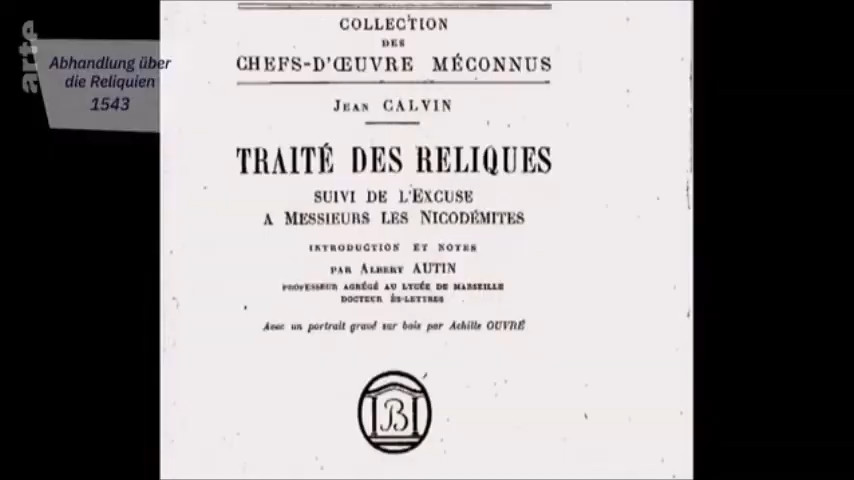 arte
Abhandlung über
die Reliquien
1543
COLLECTION
DES
CHEFS-D'ŒUVRE MÉCONNUS
JEAN CALVIN
TRAITÉ DES RELIQUES
SUIVI DE L'EXCUSE
A MESSIEURS LES NICODÉMITES
INTRODUCTION ET NOTES
PAR ALBERT AUTIN
PROFESSEUR AGRÉGÉ AU LYCÉE DE MARSEILLE
DOCTEUR ÈS-LETTRES
Avec un portrait gravé sur bois par Achille OUVRÉ
B